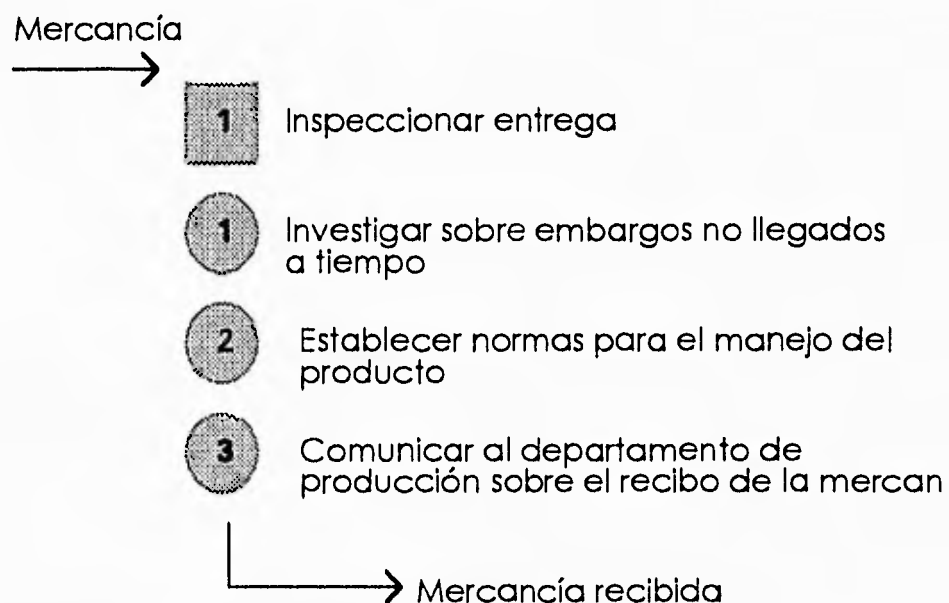 Mercancía
1 Inspeccionar entrega
1 Investigar sobre embargos no llegados
a tiempo
2 Establecer normas para el manejo del
producto
3 Comunicar al departamento de
producción sobre el recibo de la mercan
Mercancía recibida